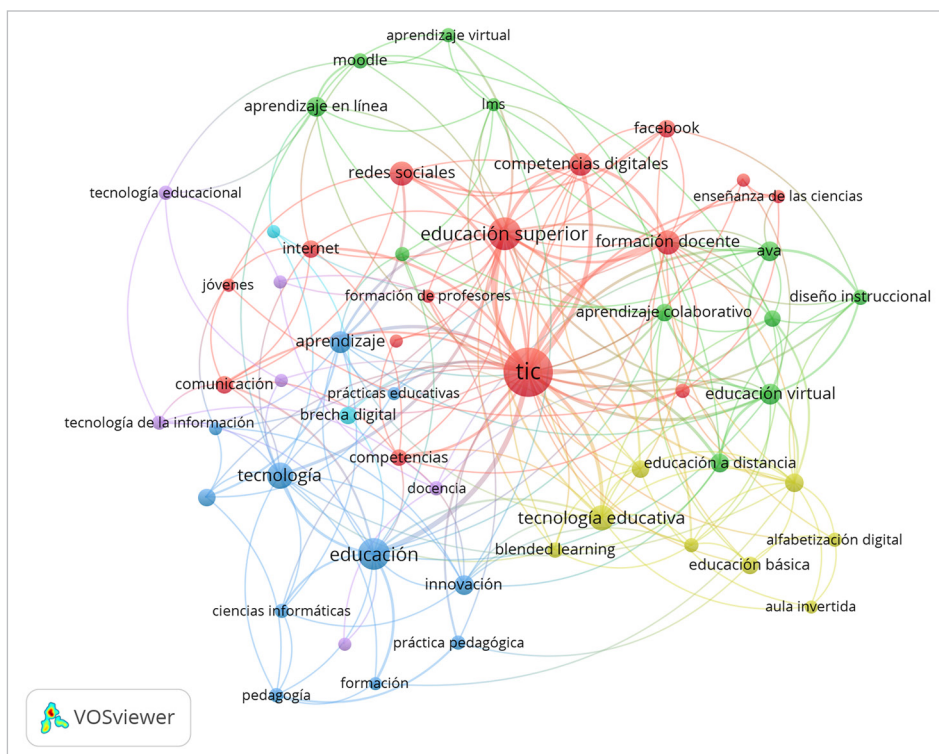 aprendizaje virtual
moodle
aprendizaje en línea
lms
facebook
competencias digitales
redes sociales
tecnología educacional
enseñanza de las ciencias
educación superior
formación docente
internet
ava
jóvenes
formación de profesores
diseño instruccional
aprendizaje colaborativo
aprendizaje
tic
comunicación
prácticas educativas
educación virtual
brecha digital
tecnología de la información
competencias
educación a distancia
tecnología
docencia
tecnología educativa
alfabetización digital
blended learning
educación
educación básica
innovación
aula invertida
ciencias informáticas
práctica pedagógica
formación
pedagogía
VOSviewer